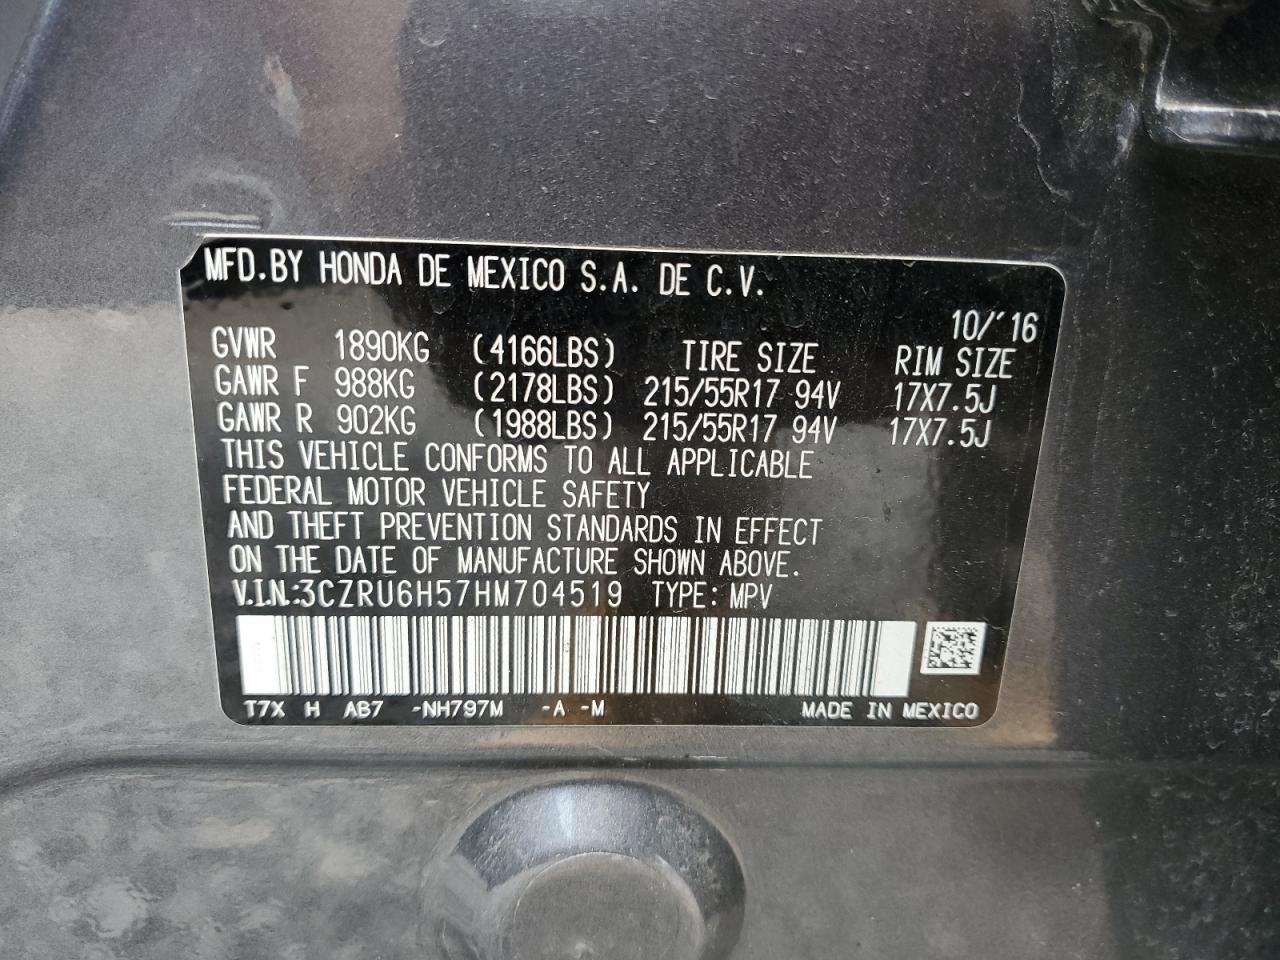 MFD.BY HONDA DE MEXICO S.A. DE C.V.
10/'16
GVWR 1890KG (4166LBS) TIRE SIZE RIM SIZE
GAWR F 988KG (2178LBS) 215/55R17 94V 17X7.5J
GAWR R 902KG (1988LBS) 215/55R17 94V 17X7.5J
THIS VEHICLE CONFORMS TO ALL APPLICABLE
FEDERAL MOTOR VEHICLE SAFETY
AND THEFT PREVENTION STANDARDS IN EFFECT
ON THE DATE OF MANUFACTURE SHOWN ABOVE.
V.I.N.:3CZRU6H57HM704519 TYPE: MPV
T7X H AB7 -NH797M -A -M MADE IN MEXICO